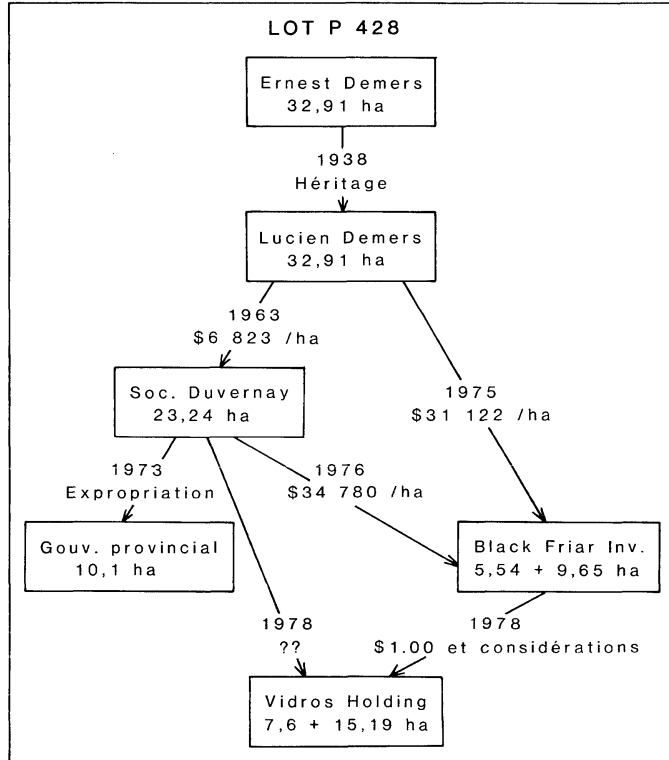 LOT P 428
Ernest Demers
32,91 ha
1938
Héritage
Lucien Demers
32,91 ha
1963
$6 823 /ha
1975
$31 122 /ha
Soc. Duvernay
23,24 ha
1973
Expropriation
1976
$34 780 /ha
Gouv. provincial
10,1 ha
Black Friar Inv.
5,54 + 9,65 ha
1978
??
1978
$1.00 et considérations
Vidros Holding
7,6 + 15,19 ha